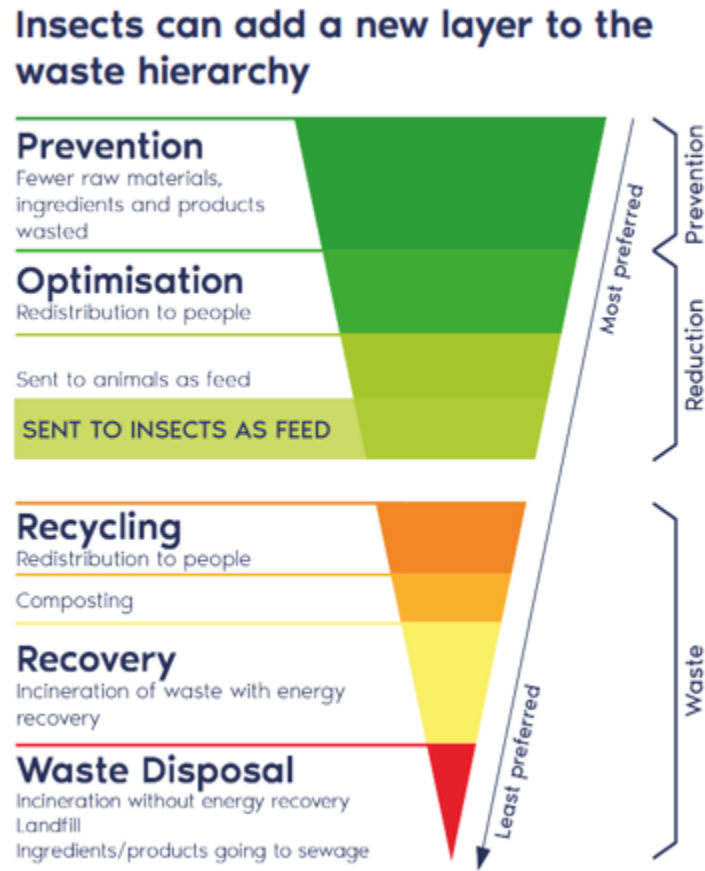 Insects can add a new layer to the
waste hierarchy
Prevention
Fewer raw materials,
ingredients and products
wasted
Optimisation
Redistribution to people
Sent to animals as feed
SENT TO INSECTS AS FEED
Recycling
Redistribution to people
Composting
Recovery
Incineration of waste with energy
recovery
Waste Disposal
Incineration without energy recovery
Landfill
Ingredients/products going to sewage
Most preferred
Least preferred
Prevention
Reduction
Waste